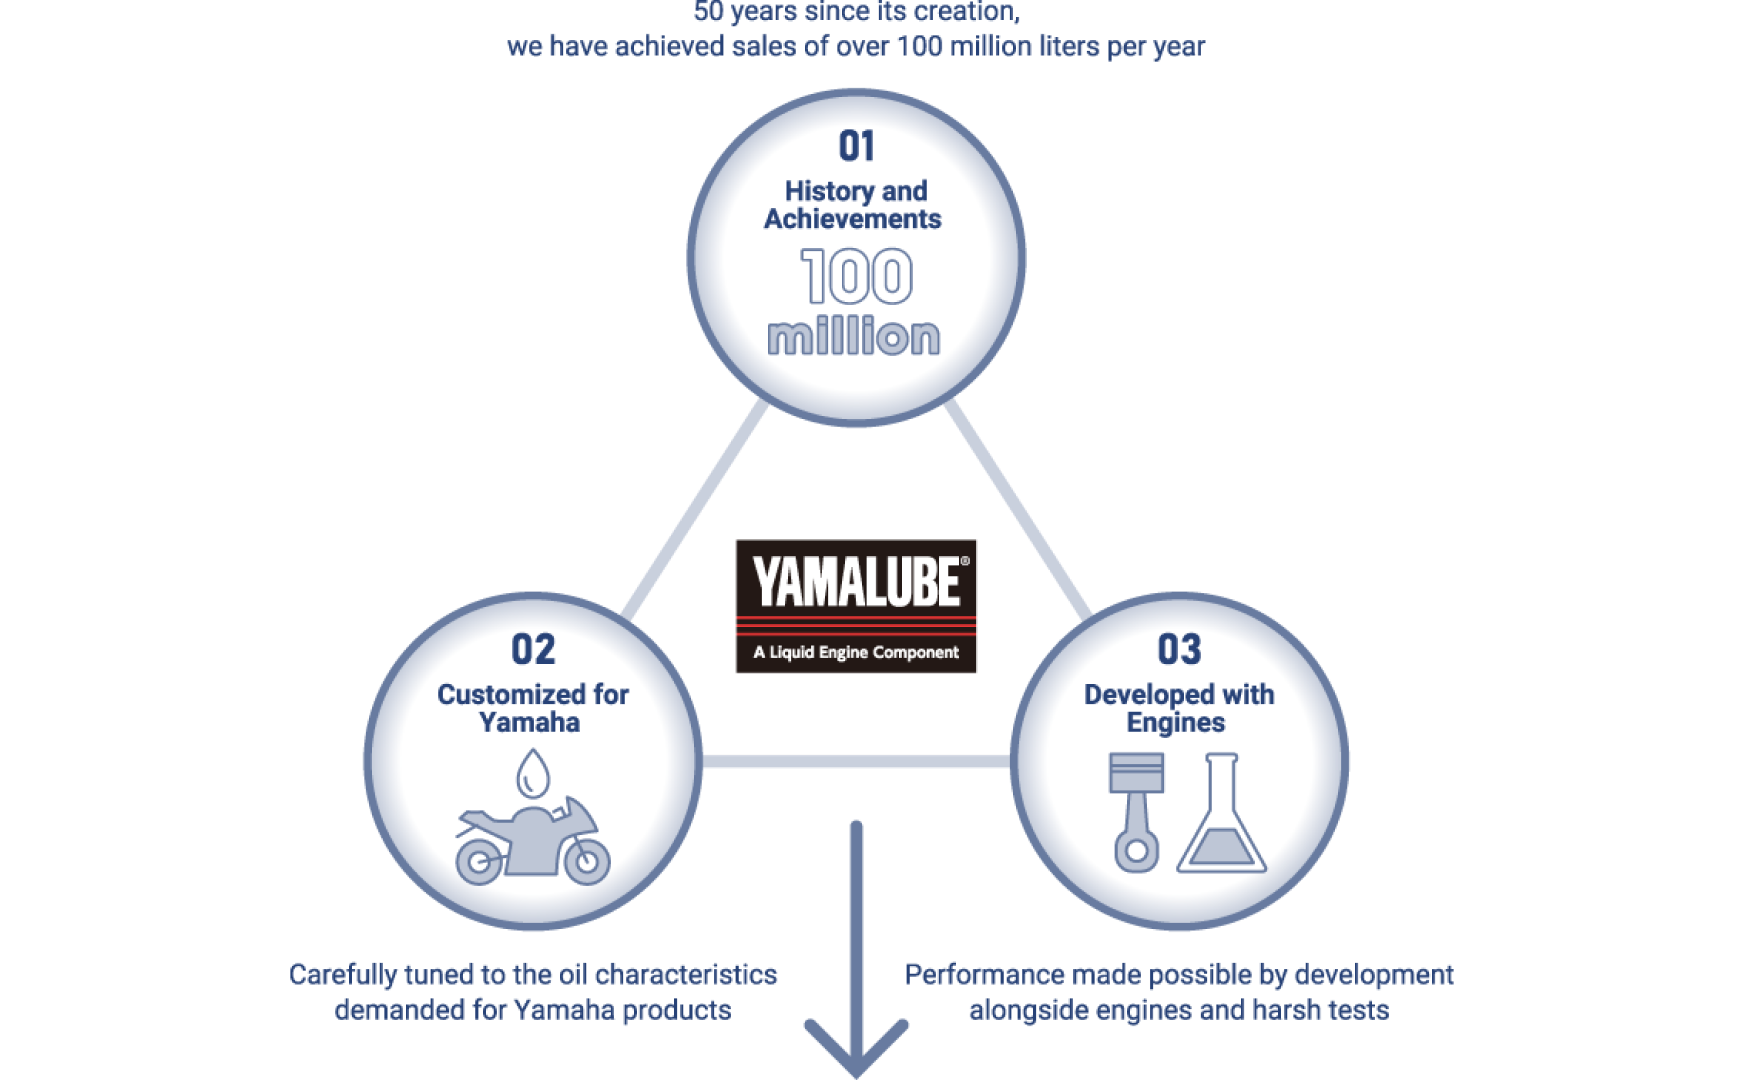 50 years since its creation,
we have achieved sales of over 100 million liters per year
01
History and
Achievements
100
million
YAMALUBE®
A Liquid Engine Component
02
Customized for
Yamaha
03
Developed with
Engines
Carefully tuned to the oil characteristics
demanded for Yamaha products
Performance made possible by development
alongside engines and harsh tests